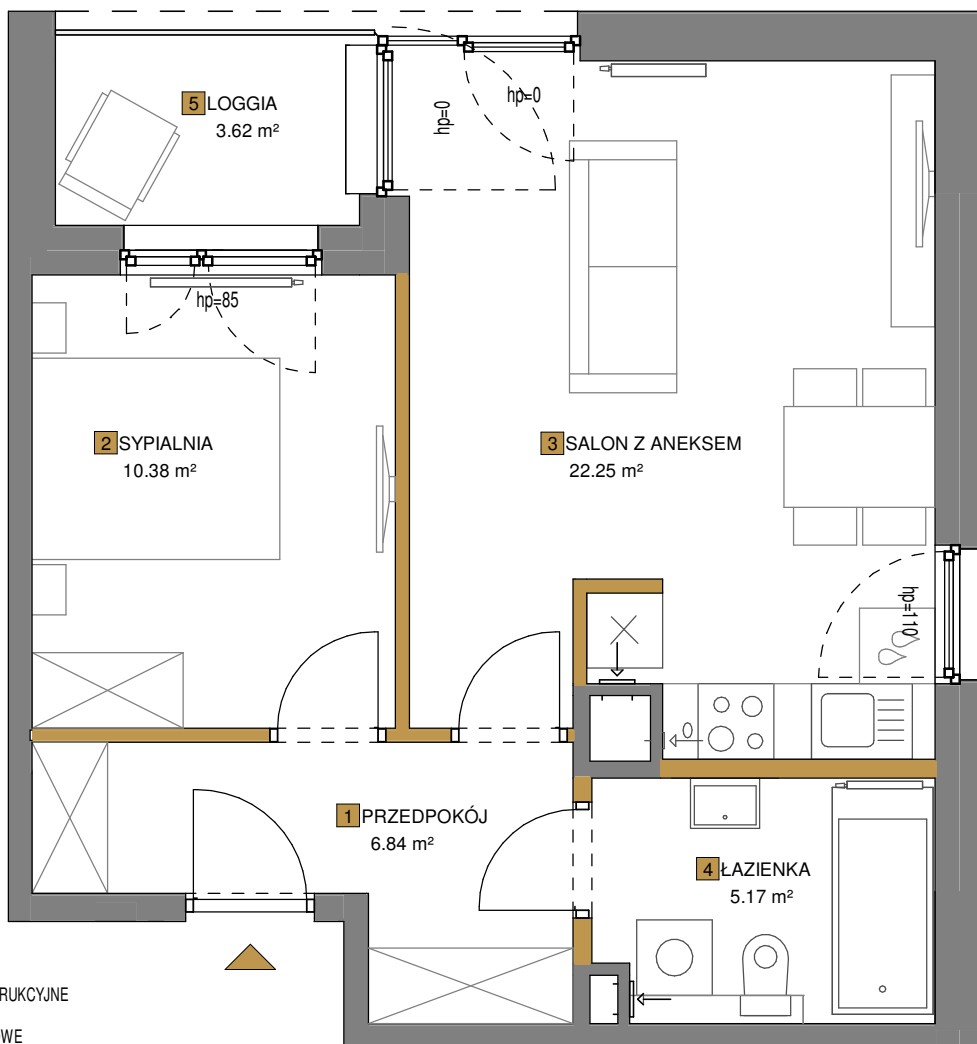 5 LOGGIA
3.62 m²
hp=0
hp=0
hp=85
2 SYPIALNIA
10.38 m²
3 SALON Z ANEKSEM
22.25 m²
hp=110
1 PRZEDPOKÓJ
6.84 m²
4 ŁAZIENKA
5.17 m²
RUKCYJNE
WE